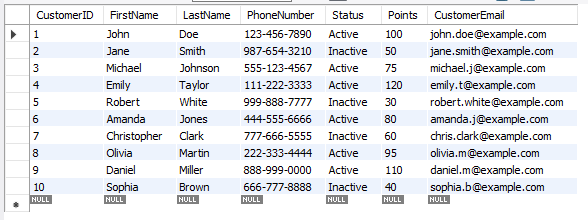 CustomerID FirstName LastName PhoneNumber Status Points CustomerEmail
1 John Doe 123-456-7890 Active 100 john.doe@example.com
2 Jane Smith 987-654-3210 Inactive 50 jane.smith@example.com
3 Michael Johnson 555-123-4567 Active 75 michael.j@example.com
4 Emily Taylor 111-222-3333 Active 120 emily.t@example.com
5 Robert White 999-888-7777 Inactive 30 robert.white@example.com
6 Amanda Jones 444-555-6666 Active 80 amanda.j@example.com
7 Christopher Clark 777-666-5555 Inactive 60 chris.clark@example.com
8 Olivia Martin 222-333-4444 Active 95 olivia.m@example.com
9 Daniel Miller 888-999-0000 Active 110 daniel.m@example.com
10 Sophia Brown 666-777-8888 Inactive 40 sophia.b@example.com
NULL NULL NULL NULL NULL NULL NULL